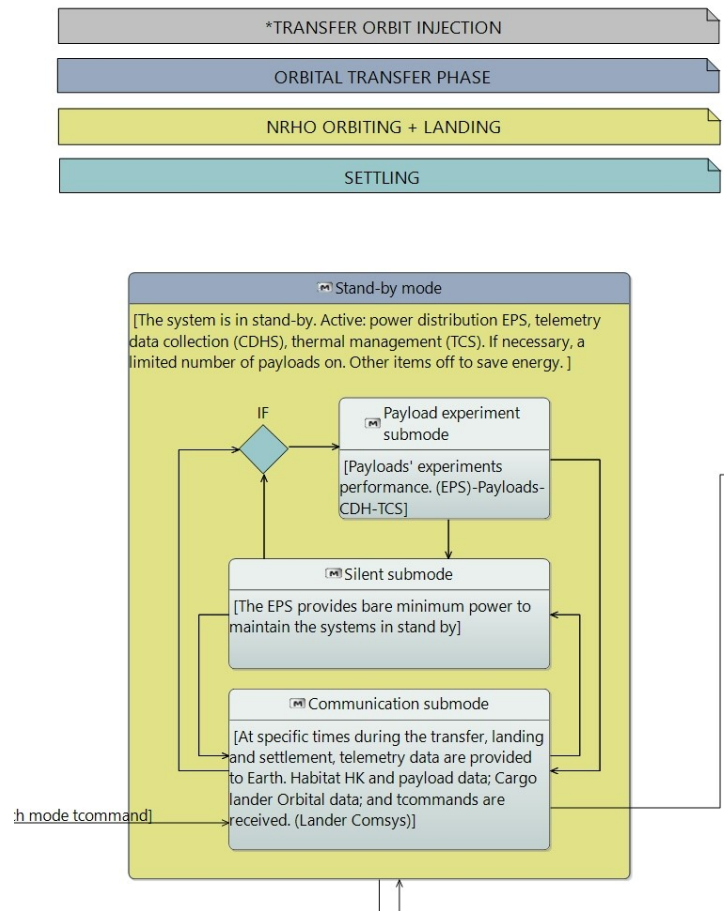 *TRANSFER ORBIT INJECTION
ORBITAL TRANSFER PHASE
NRHO ORBITING + LANDING
SETTLING
Stand-by mode
[The system is in stand-by. Active: power distribution EPS, telemetry
data collection (CDHS), thermal management (TCS). If necessary, a
limited number of payloads on. Other items off to save energy. ]
IF
Payload experiment
submode
[Payloads' experiments
performance. (EPS)-Payloads-
CDH-TCS]
Silent submode
[The EPS provides bare minimum power to
maintain the systems in stand by]
Communication submode
[At specific times during the transfer, landing
and settlement, telemetry data are provided
to Earth. Habitat HK and payload data; Cargo
lander Orbital data; and tcommands are
received. (Lander Comsys)]
mode tcommand]